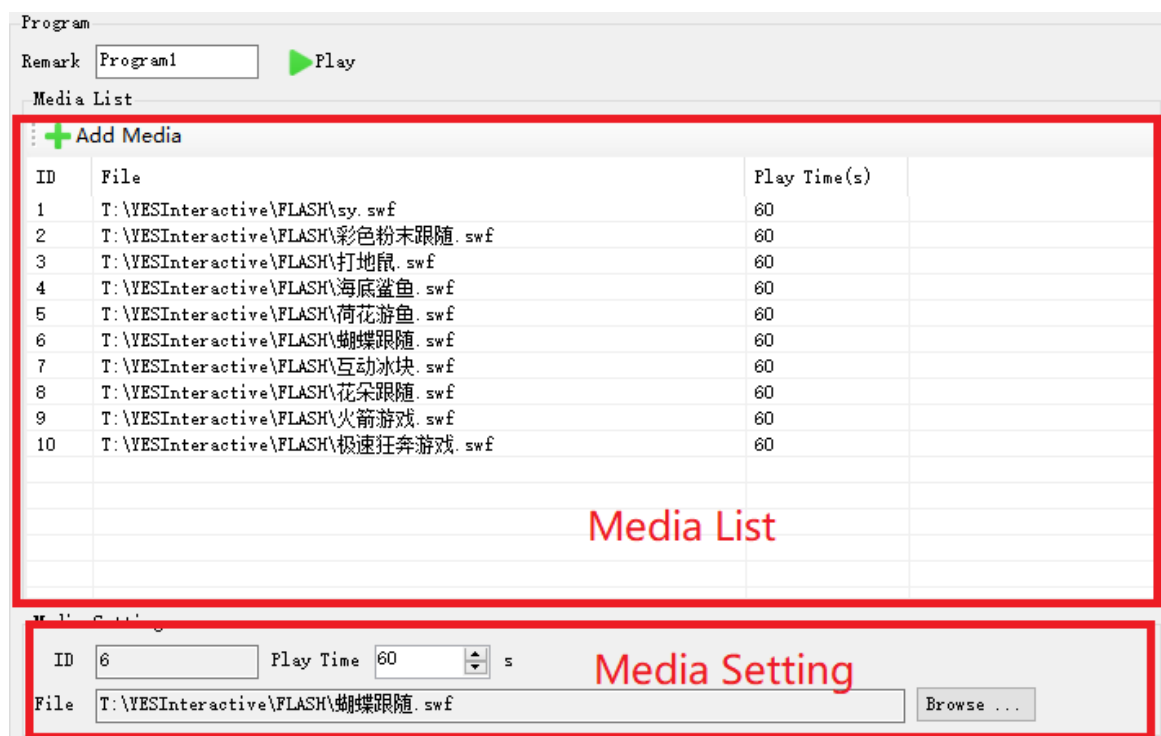 Program
Remark Program1 Play
Media List
Add Media
ID File Play Time(s)
1 T:\YESInteractive\FLASH\sy.swf 60
2 T:\YESInteractive\FLASH\彩色粉末跟随.swf 60
3 T:\YESInteractive\FLASH\打地鼠.swf 60
4 T:\YESInteractive\FLASH\海底鲨鱼.swf 60
5 T:\YESInteractive\FLASH\荷花游鱼.swf 60
6 T:\YESInteractive\FLASH\蝴蝶跟随.swf 60
7 T:\YESInteractive\FLASH\互动冰块.swf 60
8 T:\YESInteractive\FLASH\花朵跟随.swf 60
9 T:\YESInteractive\FLASH\火箭游戏.swf 60
10 T:\YESInteractive\FLASH\极速狂奔游戏.swf 60
Media List
Media Setting
ID 6 Play Time 60 s
Media Setting
File T:\YESInteractive\FLASH\蝴蝶跟随.swf Browse ...